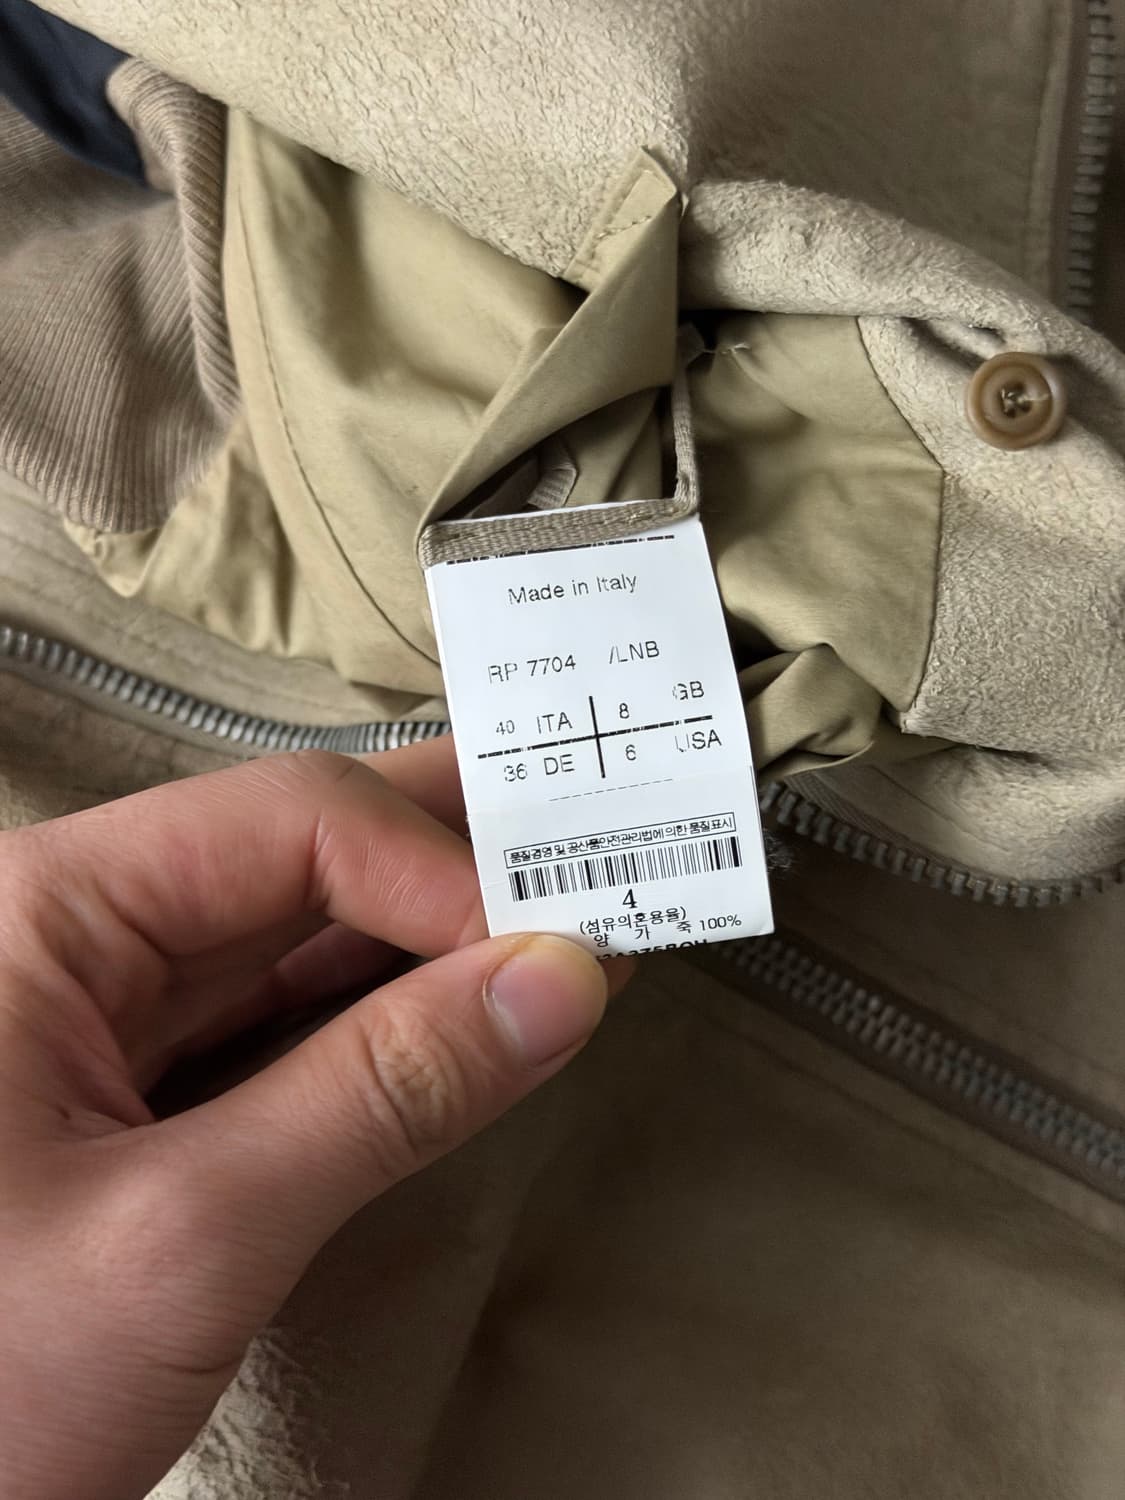 Made in Italy
RP 7704 /LNB
40 ITA 8 GB
36 DE 6 USA
품질경영 및 공산품안전관리법에 의한 품질표시
4
(섬유의혼용율)
양 가 죽 100%